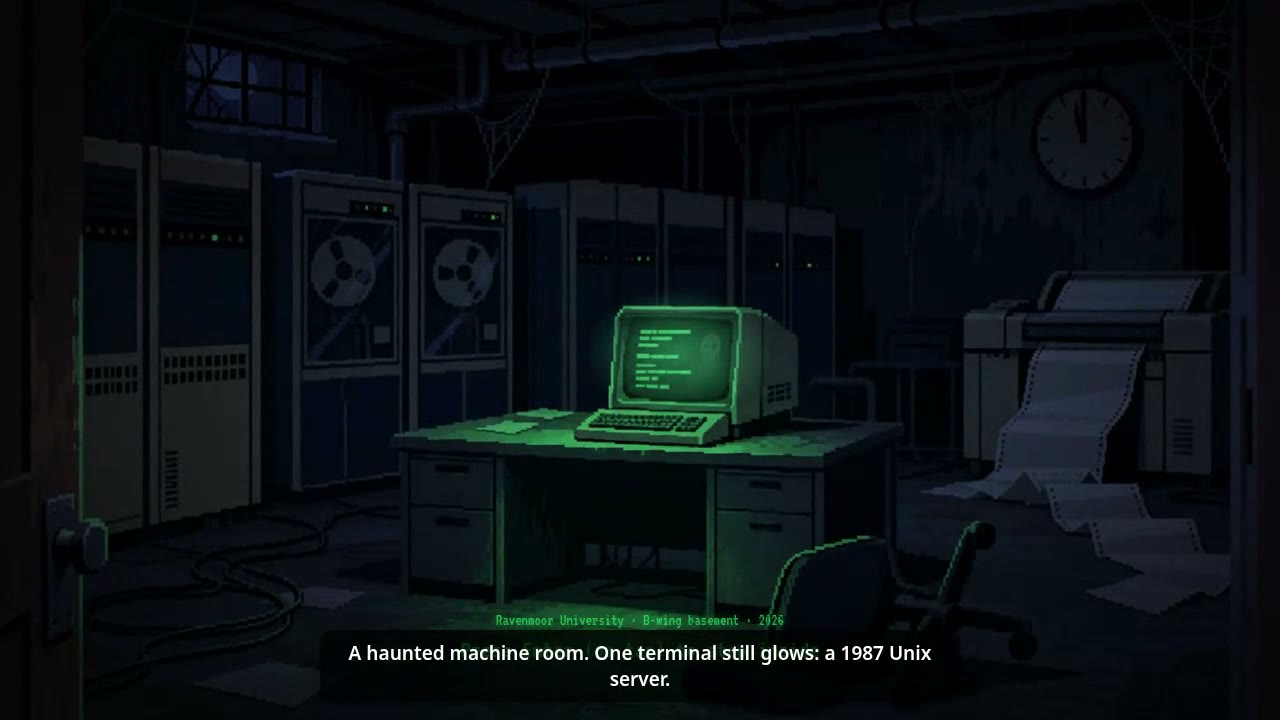 Ravenmoor University · B-wing basement · 2026
A haunted machine room. One terminal still glows: a 1987 Unix
server.